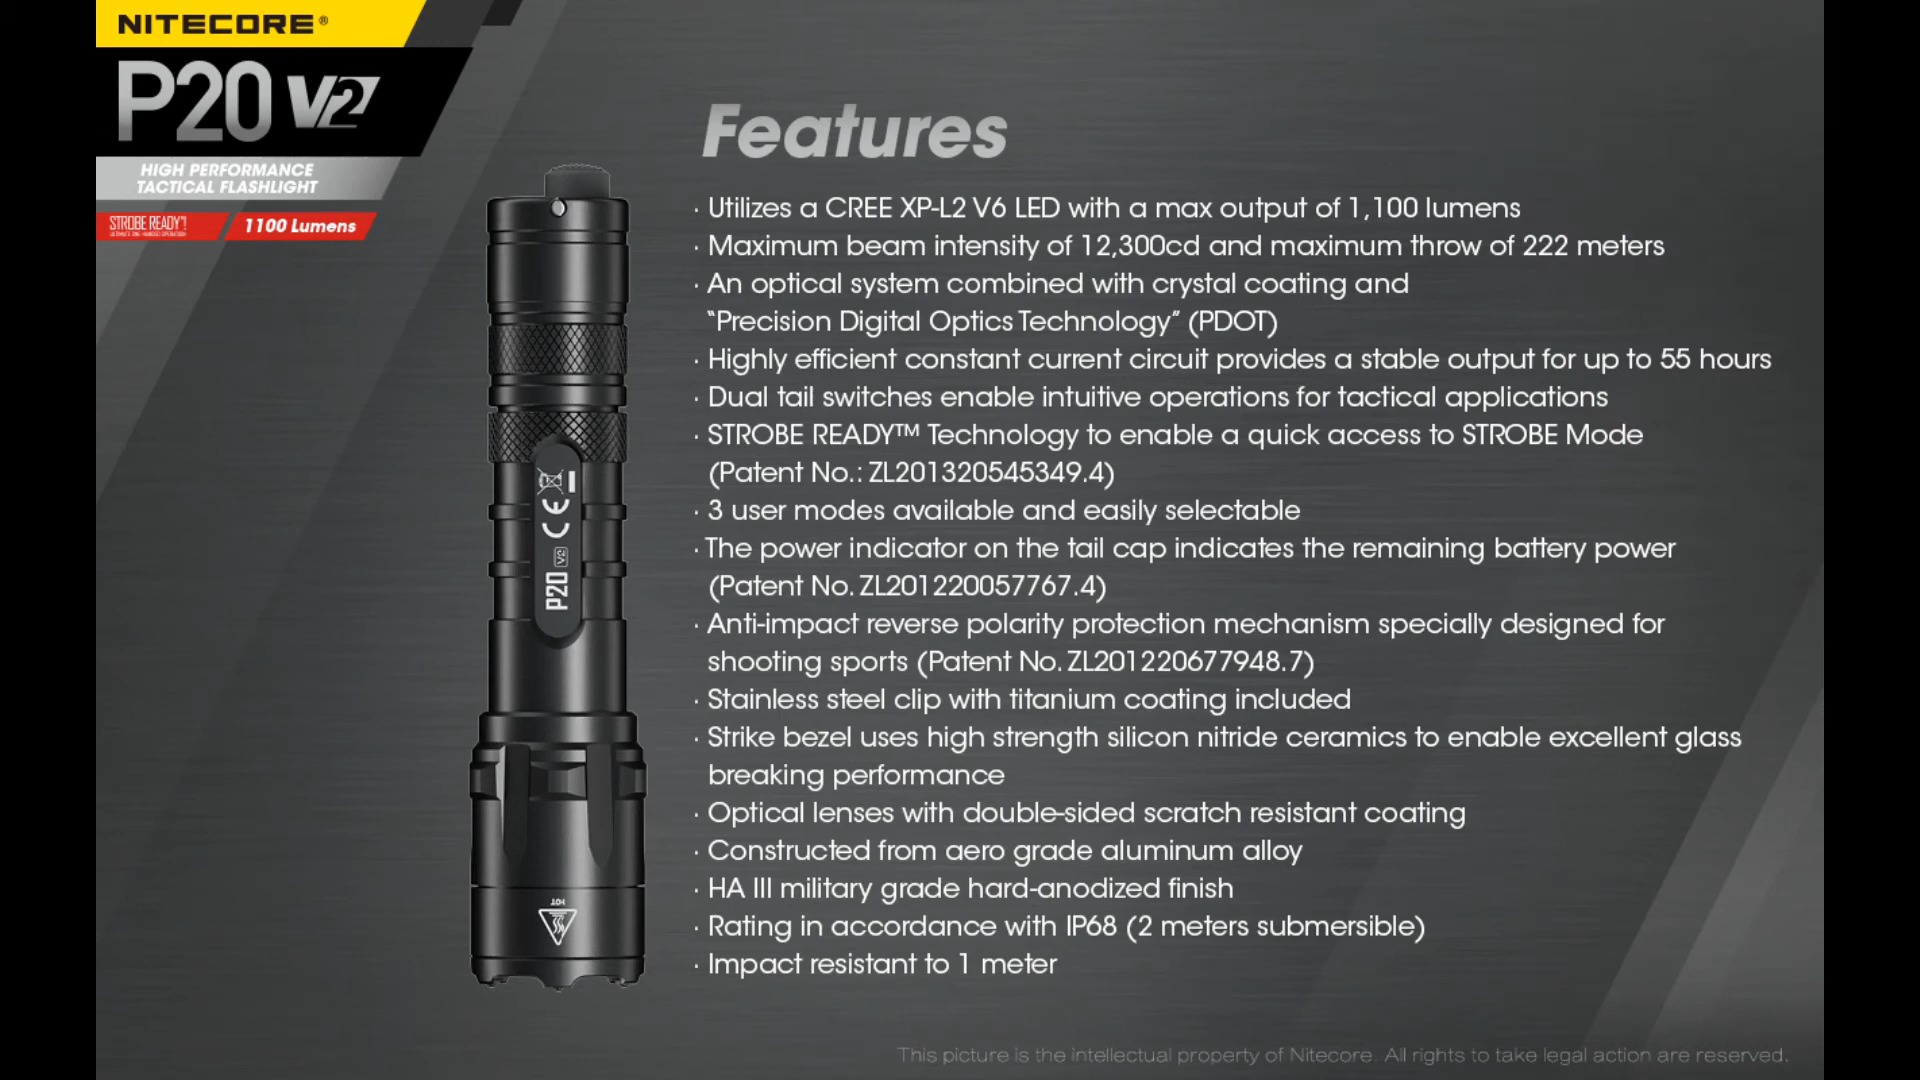 NITECORE®
P20 V2
HIGH PERFORMANCE
TACTICAL FLASHLIGHT
STROBE READY™!
1100 Lumens
Features
· Utilizes a CREE XP-L2 V6 LED with a max output of 1,100 lumens
· Maximum beam intensity of 12,300cd and maximum throw of 222 meters
· An optical system combined with crystal coating and
“Precision Digital Optics Technology” (PDOT)
· Highly efficient constant current circuit provides a stable output for up to 55 hours
· Dual tail switches enable intuitive operations for tactical applications
· STROBE READY™ Technology to enable a quick access to STROBE Mode
(Patent No.: ZL201320545349.4)
· 3 user modes available and easily selectable
· The power indicator on the tail cap indicates the remaining battery power
(Patent No. ZL201220057767.4)
· Anti-impact reverse polarity protection mechanism specially designed for
shooting sports (Patent No. ZL201220677948.7)
· Stainless steel clip with titanium coating included
· Strike bezel uses high strength silicon nitride ceramics to enable excellent glass
breaking performance
· Optical lenses with double-sided scratch resistant coating
· Constructed from aero grade aluminum alloy
· HA III military grade hard-anodized finish
· Rating in accordance with IP68 (2 meters submersible)
· Impact resistant to 1 meter
P20 V2 CE
HOT
This picture is the intellectual property of Nitecore. All rights to take legal action are reserved.